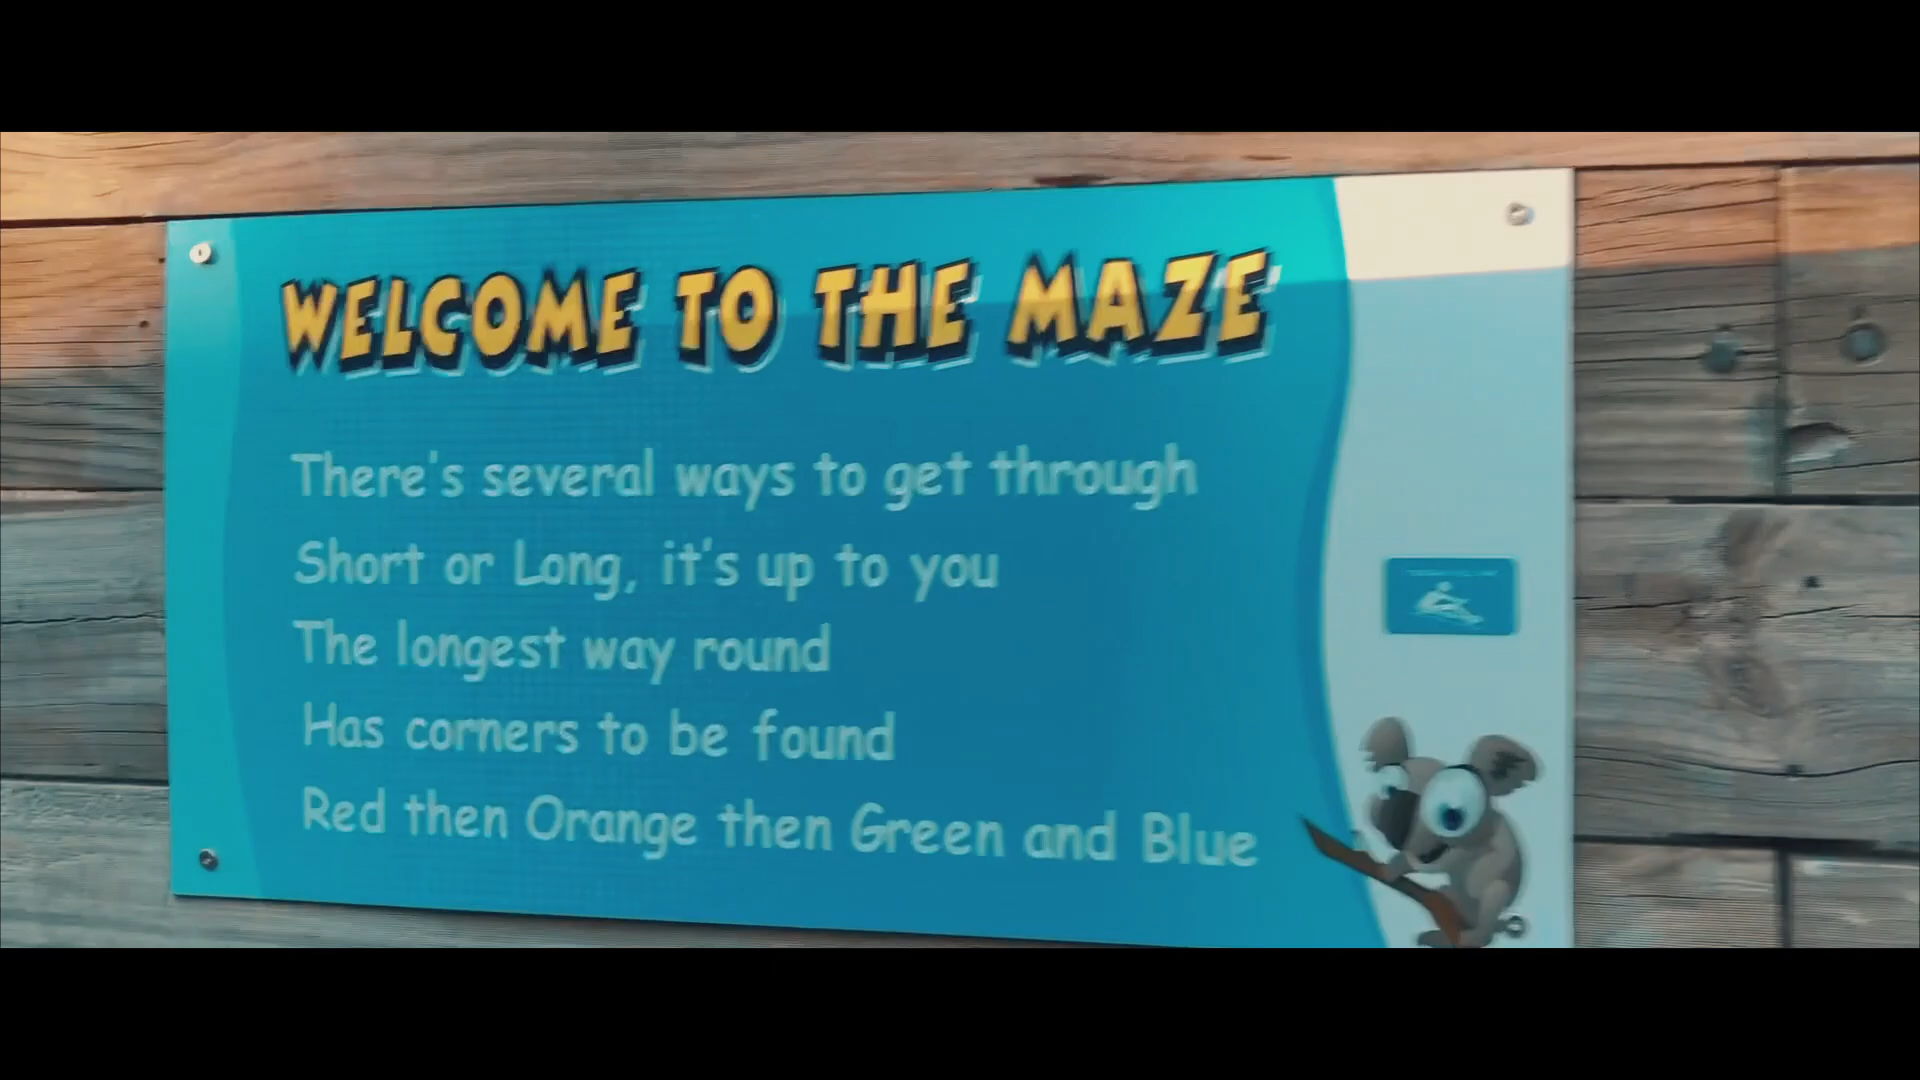 WELCOME TO THE MAZE
There's several ways to get through
Short or Long, it's up to you
The longest way round
Has corners to be found
Red then Orange then Green and Blue